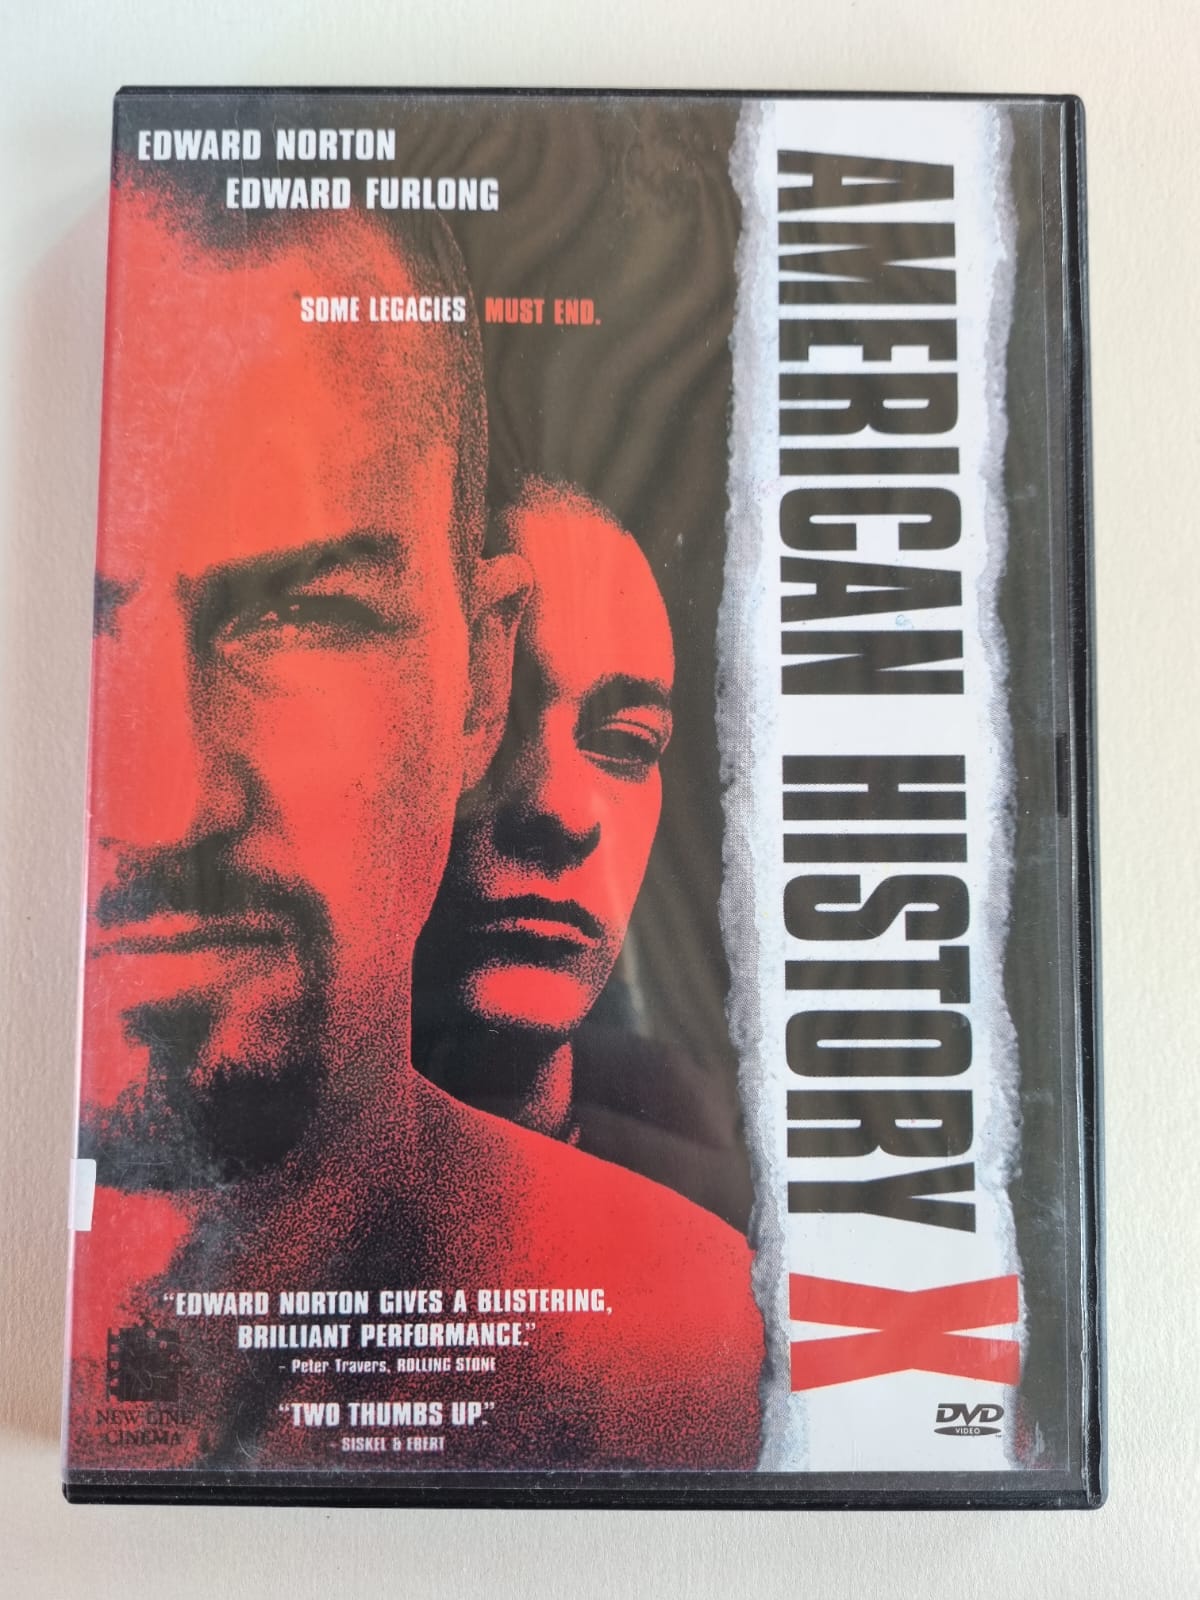 EDWARD NORTON
EDWARD FURLONG
SOME LEGACIES MUST END.
AMERICAN HISTORY X
"EDWARD NORTON GIVES A BLISTERING,
BRILLIANT PERFORMANCE."
- Peter Travers, ROLLING STONE
"TWO THUMBS UP."
- SISKEL & EBERT
NEW LINE
CINEMA
DVD
VIDEO